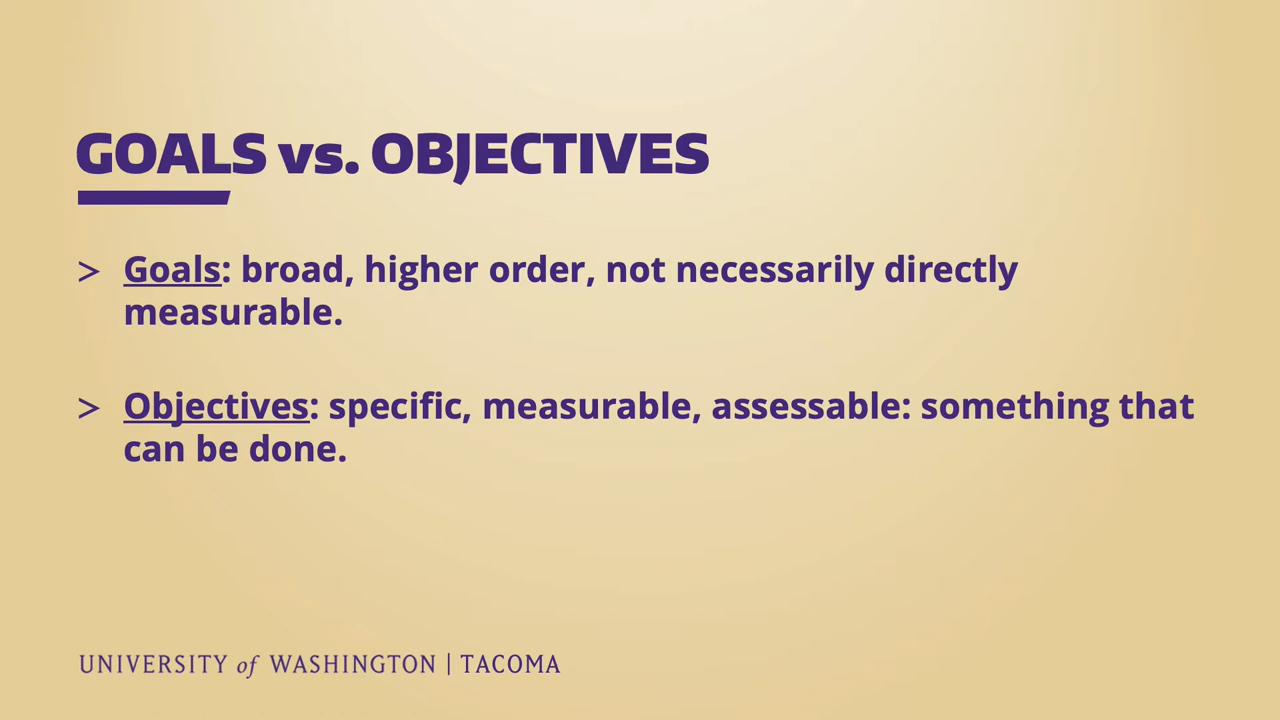 GOALS vs. OBJECTIVES
> Goals: broad, higher order, not necessarily directly
measurable.
> Objectives: specific, measurable, assessable: something that
can be done.
UNIVERSITY of WASHINGTON | TACOMA